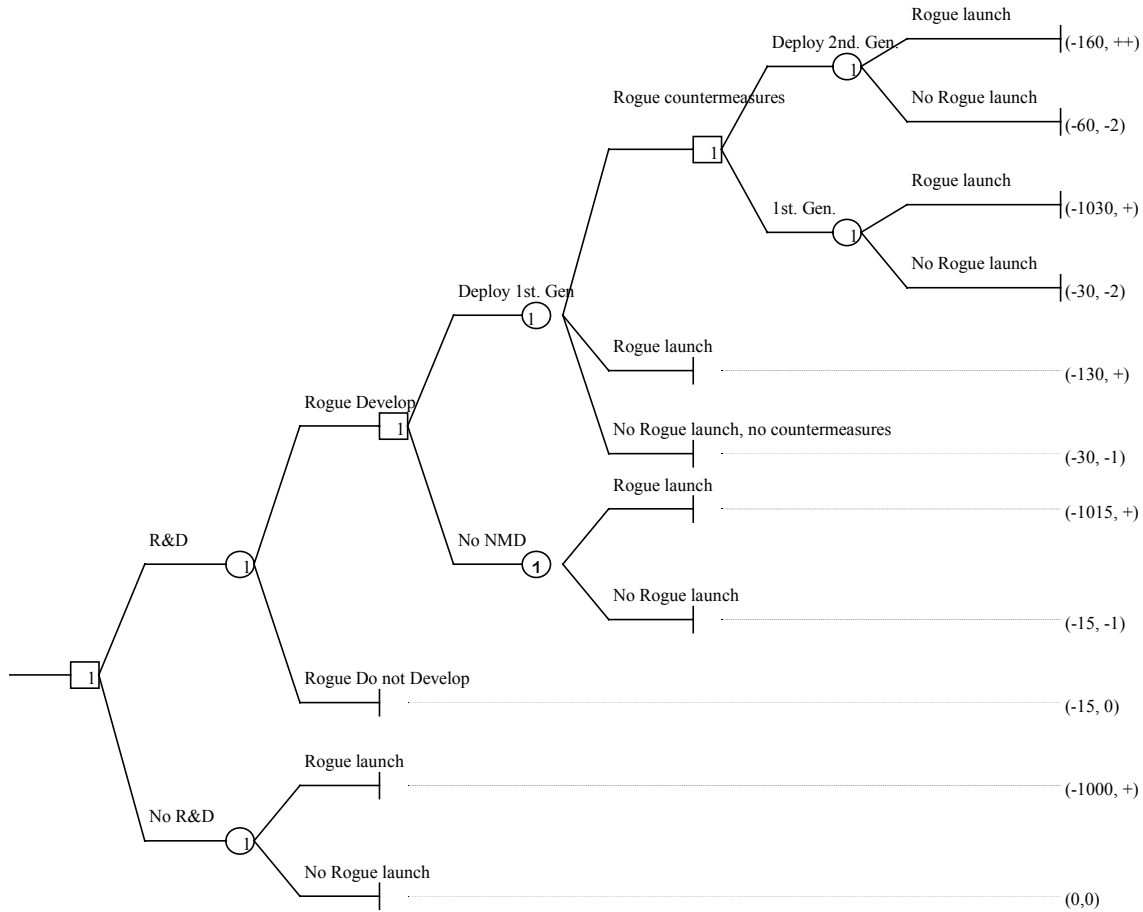 Rogue launch
Deploy 2nd. Gen.
(-160, ++)
1
Rogue countermeasures
No Rogue launch
(-60, -2)
1
Rogue launch
1st. Gen.
(-1030, +)
1
No Rogue launch
Deploy 1st. Gen
(-30, -2)
1
Rogue launch
(-130, +)
Rogue Develop
1
No Rogue launch, no countermeasures
(-30, -1)
Rogue launch
(-1015, +)
R&D
No NMD
1
1
No Rogue launch
(-15, -1)
1
Rogue Do not Develop
(-15, 0)
Rogue launch
(-1000, +)
No R&D
1
No Rogue launch
(0,0)